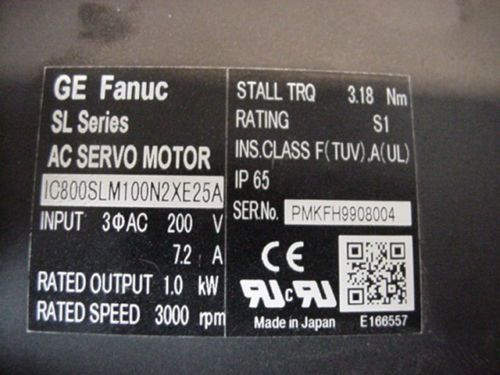 GE Fanuc
SL Series
AC SERVO MOTOR
IC800SLM100N2XE25A
INPUT 3ΦAC 200 V
7.2 A
RATED OUTPUT 1.0 kW
RATED SPEED 3000 rpm
STALL TRQ 3.18 Nm
RATING S1
INS.CLASS F(TUV).A(UL)
IP 65
SER.No. PMKFH9908004
CE
RU c RU
Made in Japan E166557